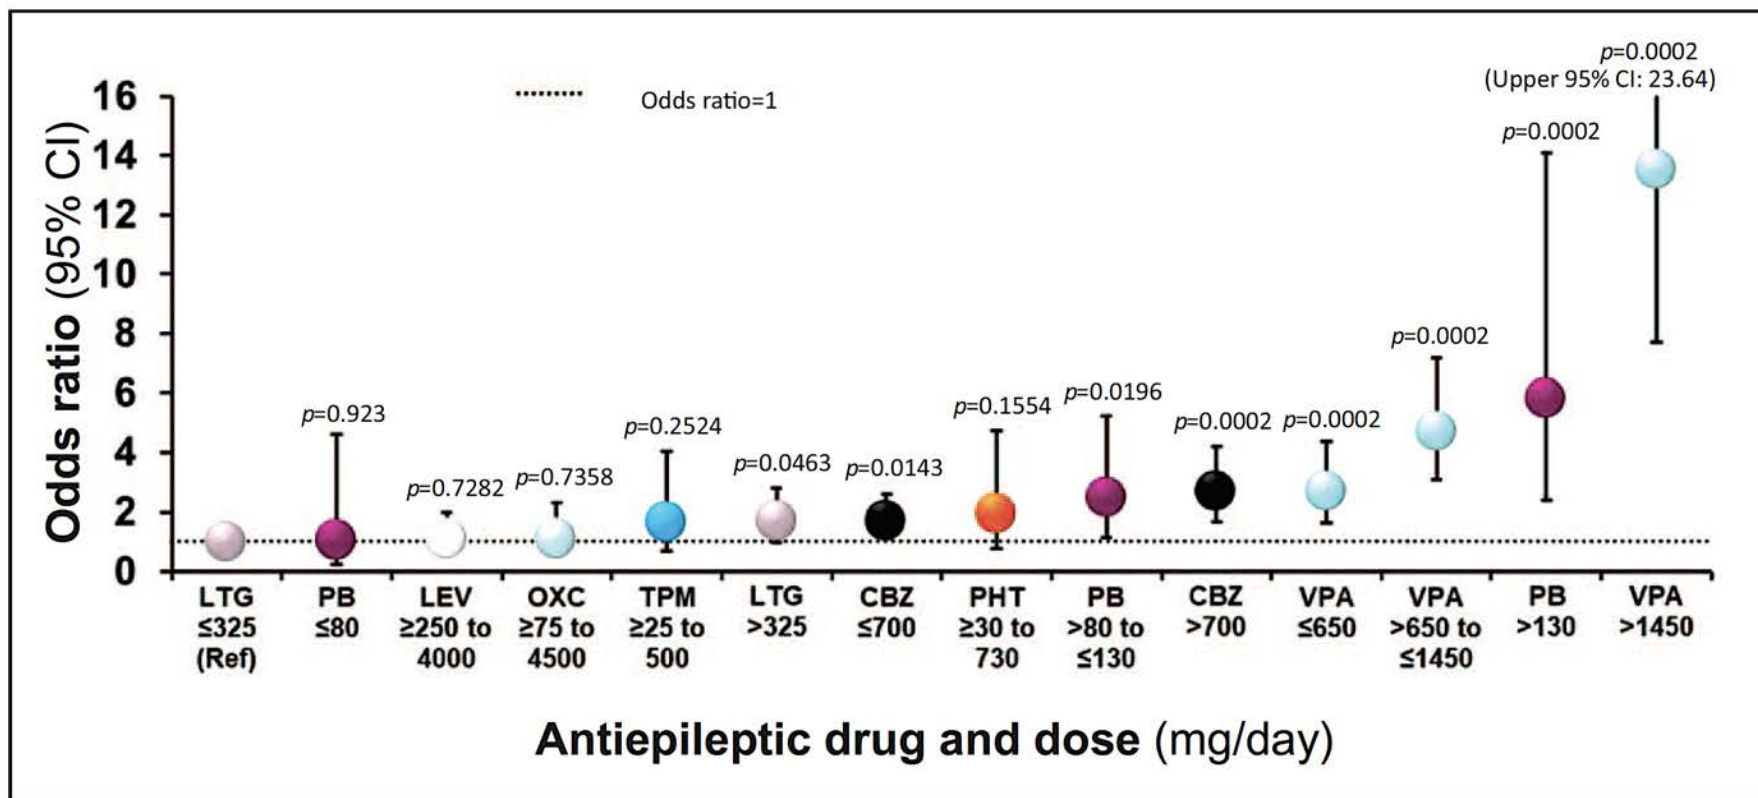 p=0.0002
(Upper 95% CI: 23.64)
16
Odds ratio=1
p=0.0002
14
12
10
8
p=0.0002
6
p=0.923
p=0.7282
p=0.7358
p=0.2524
p=0.0463
p=0.0143
p=0.1554
p=0.0196
p=0.0002
p=0.0002
4
2
0
Odds ratio (95% CI)
LTG
≤325
(Ref)
PB
≤80
LEV
≥250 to
4000
OXC
≥75 to
4500
TPM
≥25 to
500
LTG
>325
CBZ
≤700
PHT
≥30 to
730
PB
>80 to
≤130
CBZ
>700
VPA
≤650
VPA
>650 to
≤1450
PB
>130
VPA
>1450
Antiepileptic drug and dose (mg/day)